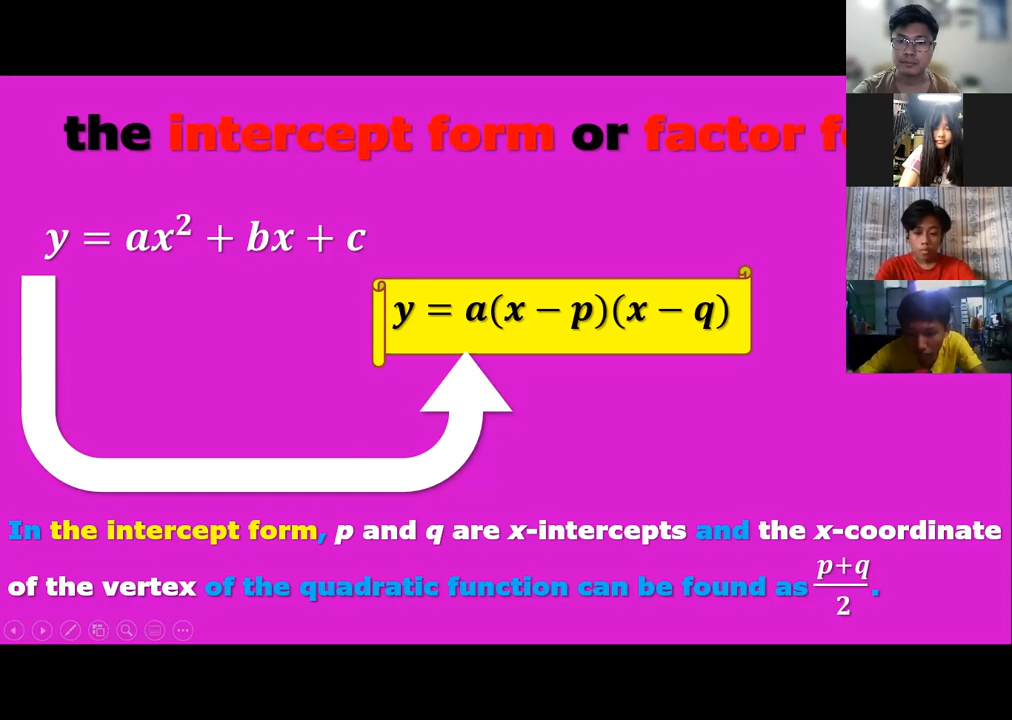 the intercept form or factor
y = ax² + bx + c
y = a(x − p)(x − q)
In the intercept form, p and q are x-intercepts and the x-coordinate
of the vertex of the quadratic function can be found as p+q/2.